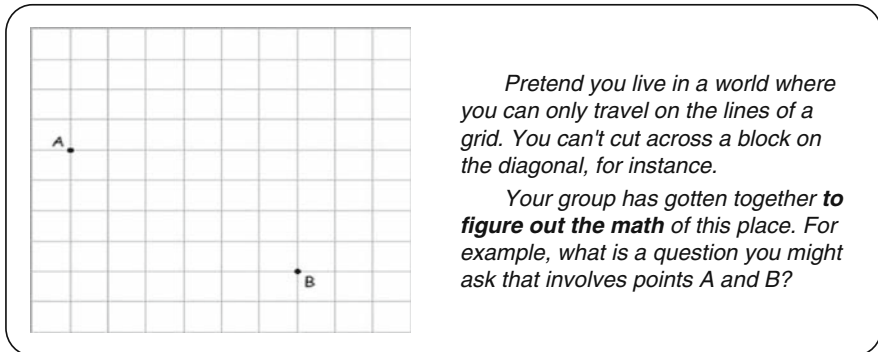 A
B
Pretend you live in a world where
you can only travel on the lines of a
grid. You can't cut across a block on
the diagonal, for instance.
Your group has gotten together to
figure out the math of this place. For
example, what is a question you might
ask that involves points A and B?